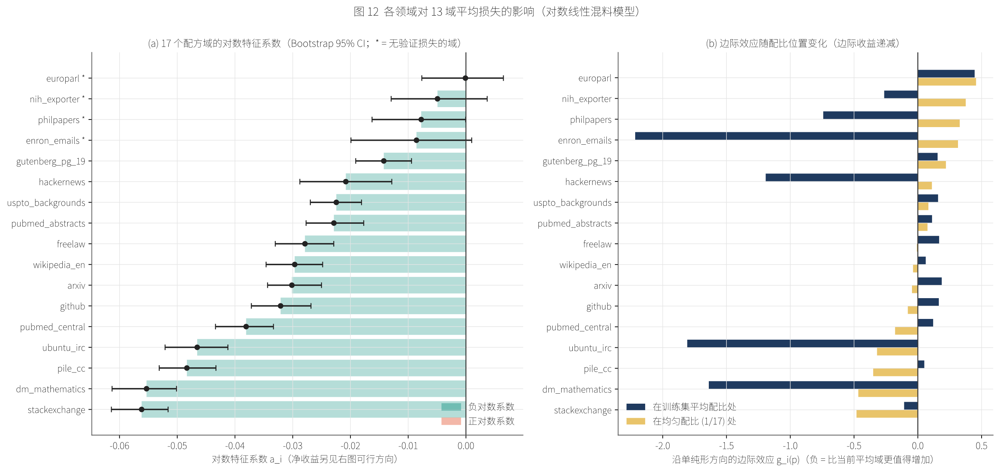 图 12 各领域对 13 域平均损失的影响（对数线性混料模型）
(a) 17 个配方域的对数特征系数（Bootstrap 95% CI；* = 无验证损失的域）
europarl *
nih_exporter *
philpapers *
enron_emails *
gutenberg_pg_19
hackernews
uspto_backgrounds
pubmed_abstracts
freelaw
wikipedia_en
arxiv
github
pubmed_central
ubuntu_irc
pile_cc
dm_mathematics
stackexchange
负对数系数
正对数系数
-0.06
-0.05
-0.04
-0.03
-0.02
-0.01
0.00
对数特征系数 a_i（净收益另见右图可行方向）
(b) 边际效应随配比位置变化（边际收益递减）
europarl
nih_exporter
philpapers
enron_emails
gutenberg_pg_19
hackernews
uspto_backgrounds
pubmed_abstracts
freelaw
wikipedia_en
arxiv
github
pubmed_central
ubuntu_irc
pile_cc
dm_mathematics
stackexchange
在训练集平均配比处
在均匀配比 (1/17) 处
-2.0
-1.5
-1.0
-0.5
0.0
0.5
沿单纯形方向的边际效应 g_i(p)（负 = 比当前平均域更值得增加）